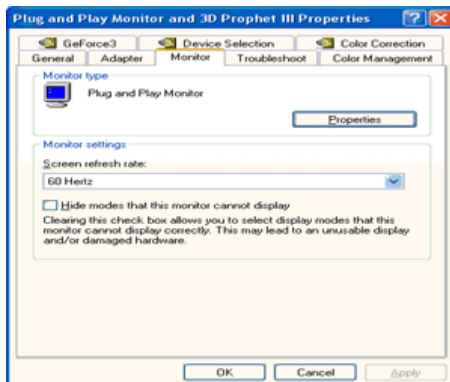 Plug and Play Monitor and 3D Prophet III Properties
GeForce3 Device Selection Color Correction
General Adapter Monitor Troubleshoot Color Management
Monitor type
Plug and Play Monitor
Properties
Monitor settings
Screen refresh rate:
60 Hertz
Hide modes that this monitor cannot display
Clearing this check box allows you to select display modes that this
monitor cannot display correctly. This may lead to an unusable display
and/or damaged hardware.
OK Cancel Apply